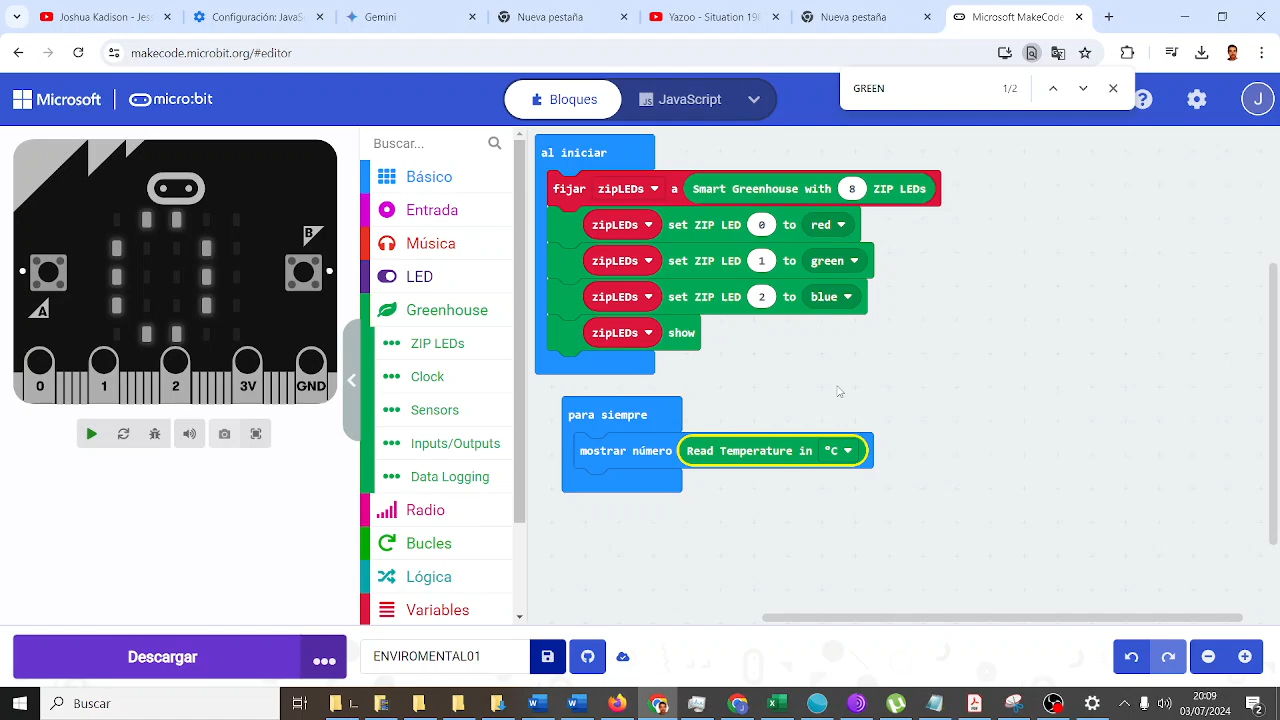 Joshua Kadison - Jes
Configuración: JavaS
Gemini
Nueva pestaña
Yazoo - Situation 198
Nueva pestaña
Microsoft MakeCode
makecode.microbit.org/#editor
GREEN 1/2
Microsoft
micro:bit
Bloques
JavaScript
J
Buscar...
Básico
Entrada
Música
LED
Greenhouse
ZIP LEDs
Clock
Sensors
Inputs/Outputs
Data Logging
Radio
Bucles
Lógica
Variables
A
B
0 1 2 3V GND
al iniciar
fijar zipLEDs a Smart Greenhouse with 8 ZIP LEDs
zipLEDs set ZIP LED 0 to red
zipLEDs set ZIP LED 1 to green
zipLEDs set ZIP LED 2 to blue
zipLEDs show
para siempre
mostrar número Read Temperature in °C
Descargar
ENVIROMENTAL01
Buscar
20:09
03/07/2024